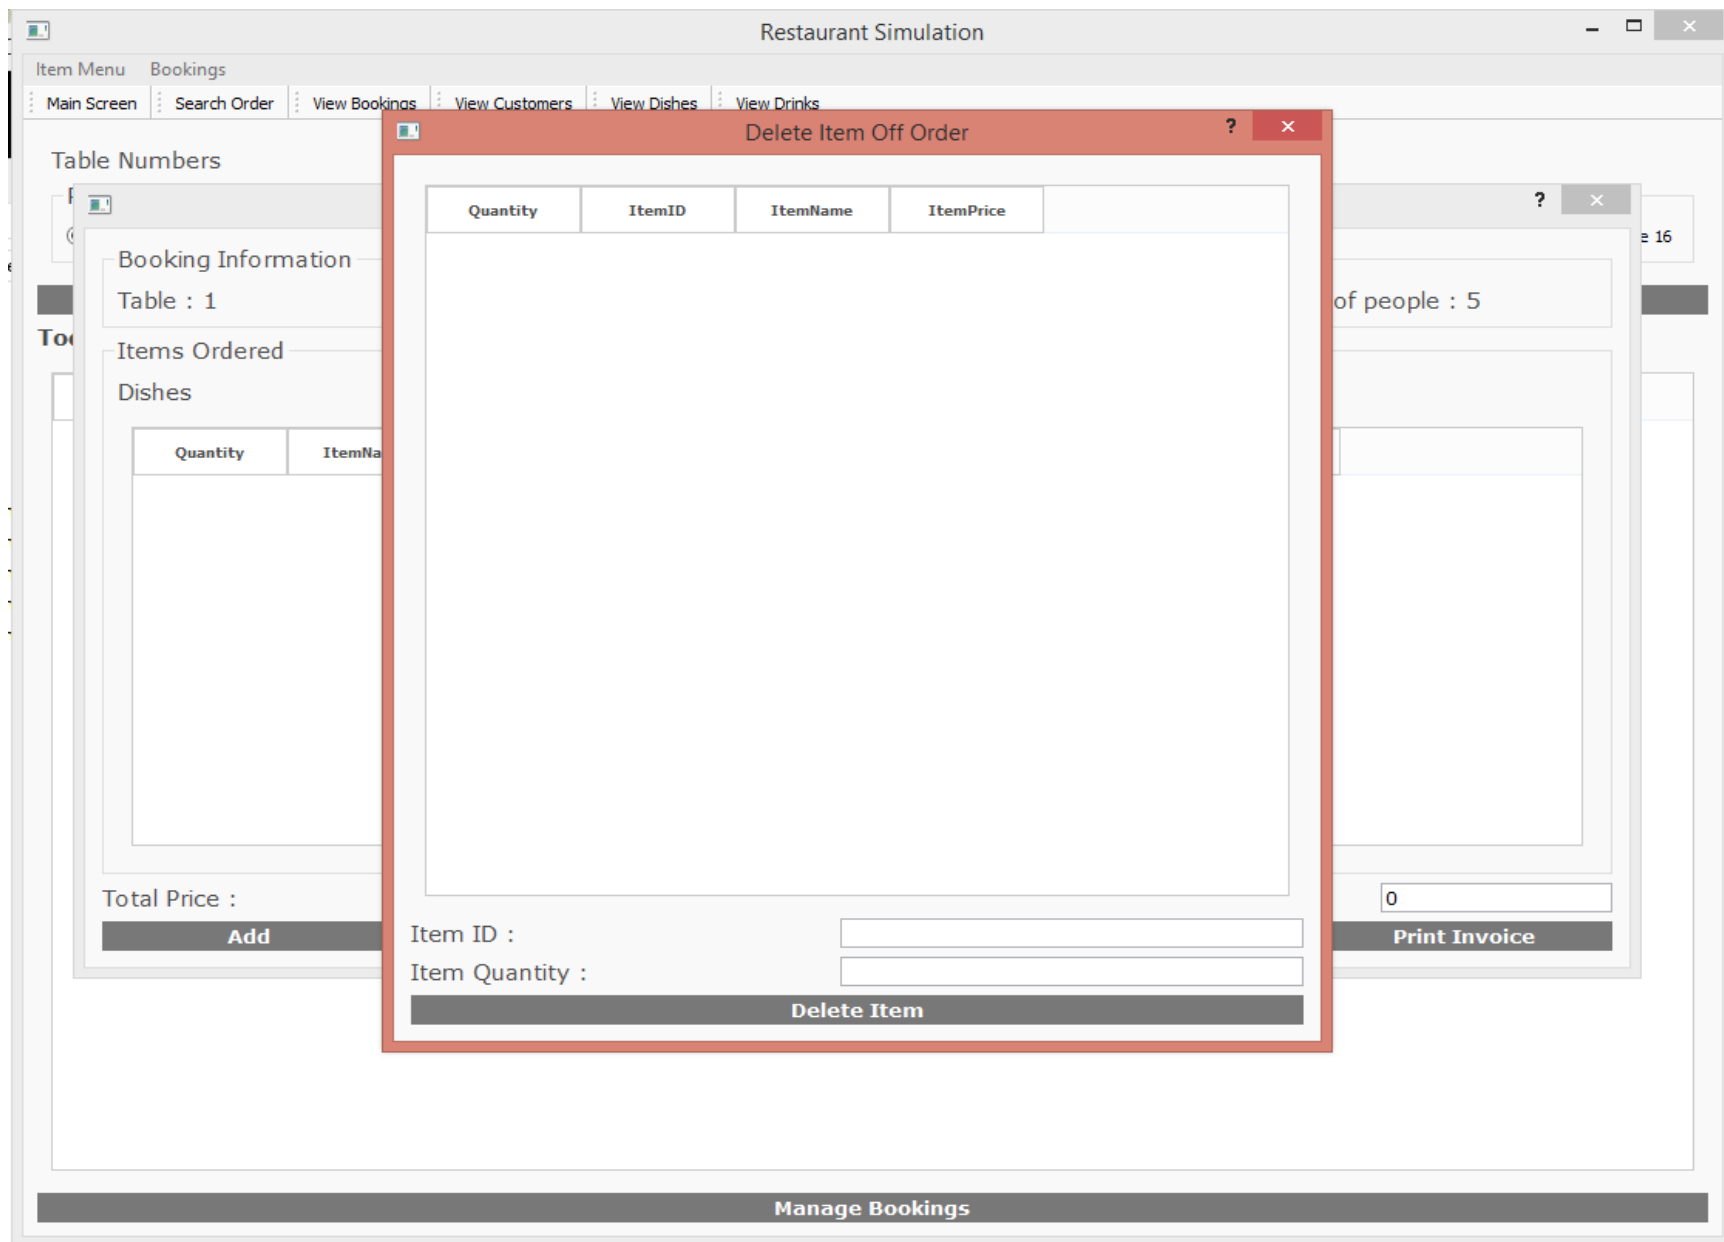 Restaurant Simulation
Item Menu Bookings
Main Screen Search Order View Bookings View Customers View Dishes View Drinks
Delete Item Off Order
?
Table Numbers
?
Quantity ItemID ItemName ItemPrice
16
Booking Information
Table : 1
of people : 5
Items Ordered
Dishes
Quantity ItemNa
Total Price :
0
Add
Print Invoice
Item ID :
Item Quantity :
Delete Item
Manage Bookings